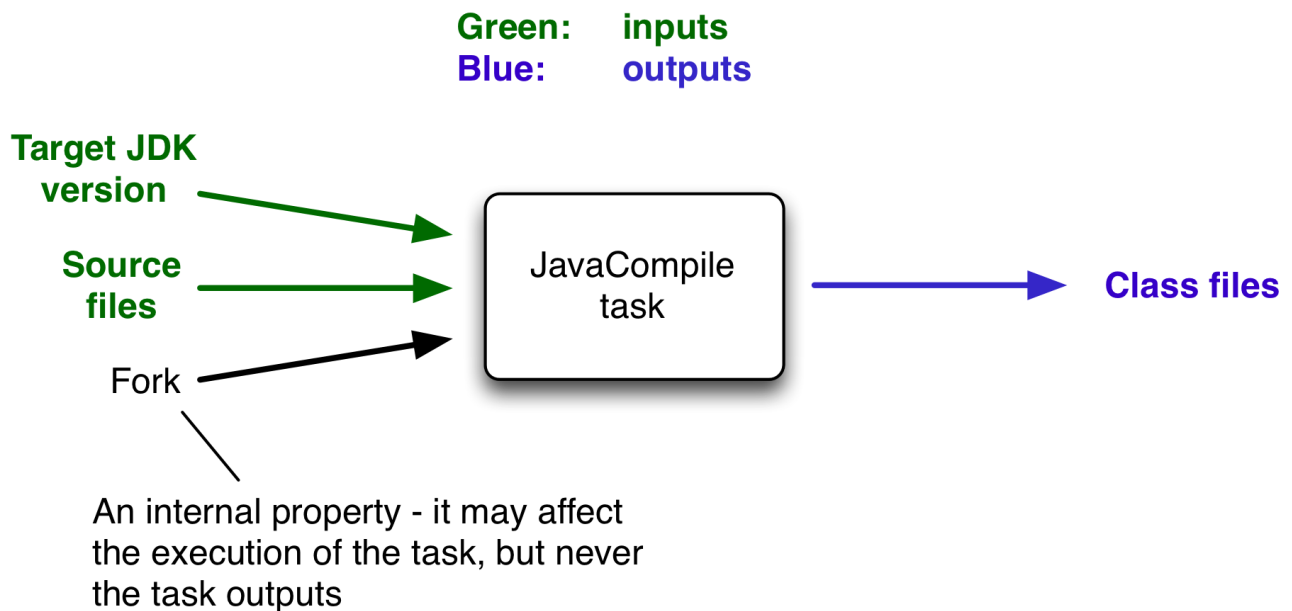 Green: inputs
Blue: outputs
Target JDK
version
Source
files
Fork
JavaCompile
task
Class files
An internal property - it may affect
the execution of the task, but never
the task outputs